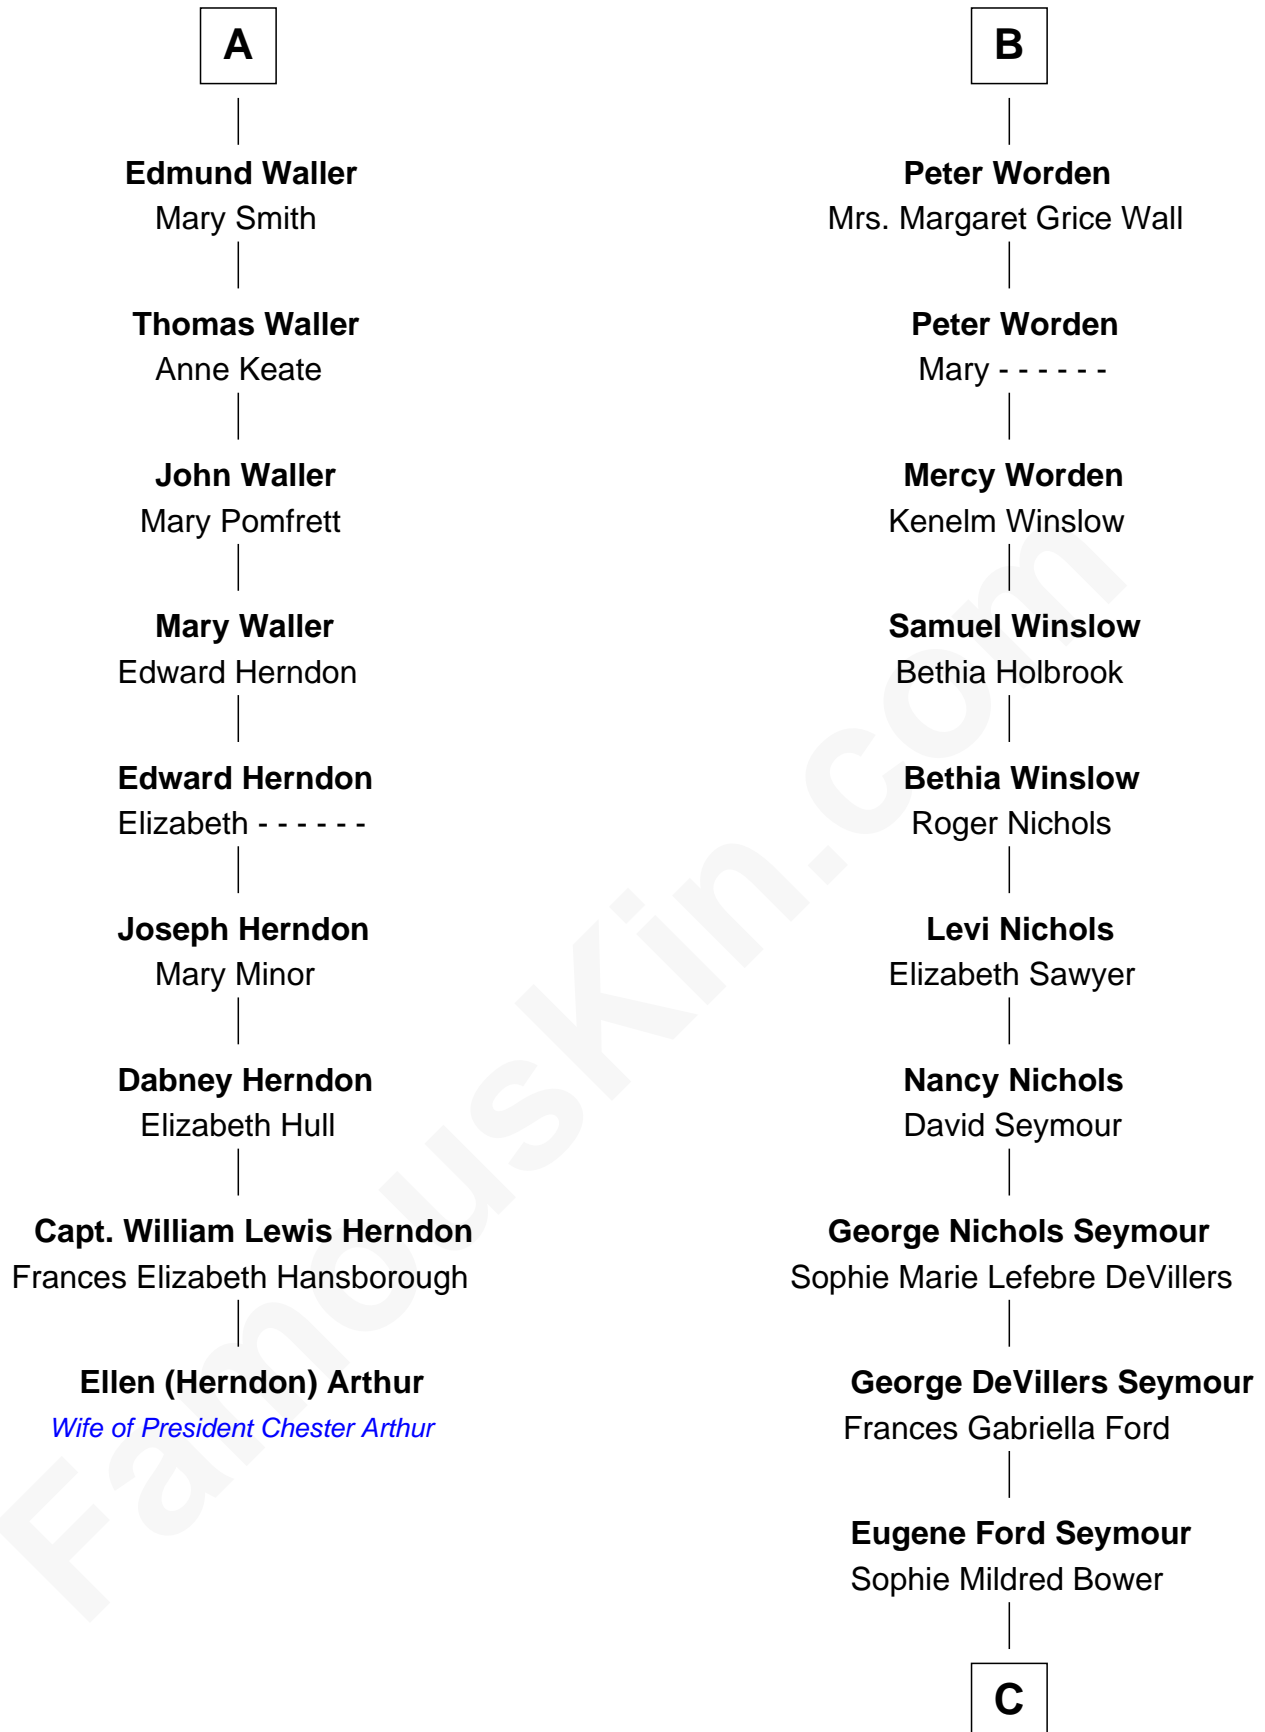 A
Edmund Waller
Mary Smith
Thomas Waller
Anne Keate
John Waller
Mary Pomfrett
Mary Waller
Edward Herndon
Edward Herndon
Elizabeth - - - - - -
Joseph Herndon
Mary Minor
Dabney Herndon
Elizabeth Hull
Capt. William Lewis Herndon
Frances Elizabeth Hansborough
Ellen (Herndon) Arthur
Wife of President Chester Arthur
B
Peter Worden
Mrs. Margaret Grice Wall
Peter Worden
Mary - - - - - -
Mercy Worden
Kenelm Winslow
Samuel Winslow
Bethia Holbrook
Bethia Winslow
Roger Nichols
Levi Nichols
Elizabeth Sawyer
Nancy Nichols
David Seymour
George Nichols Seymour
Sophie Marie Lefebre DeVillers
George DeVillers Seymour
Frances Gabriella Ford
Eugene Ford Seymour
Sophie Mildred Bower
C
FamousKin.com